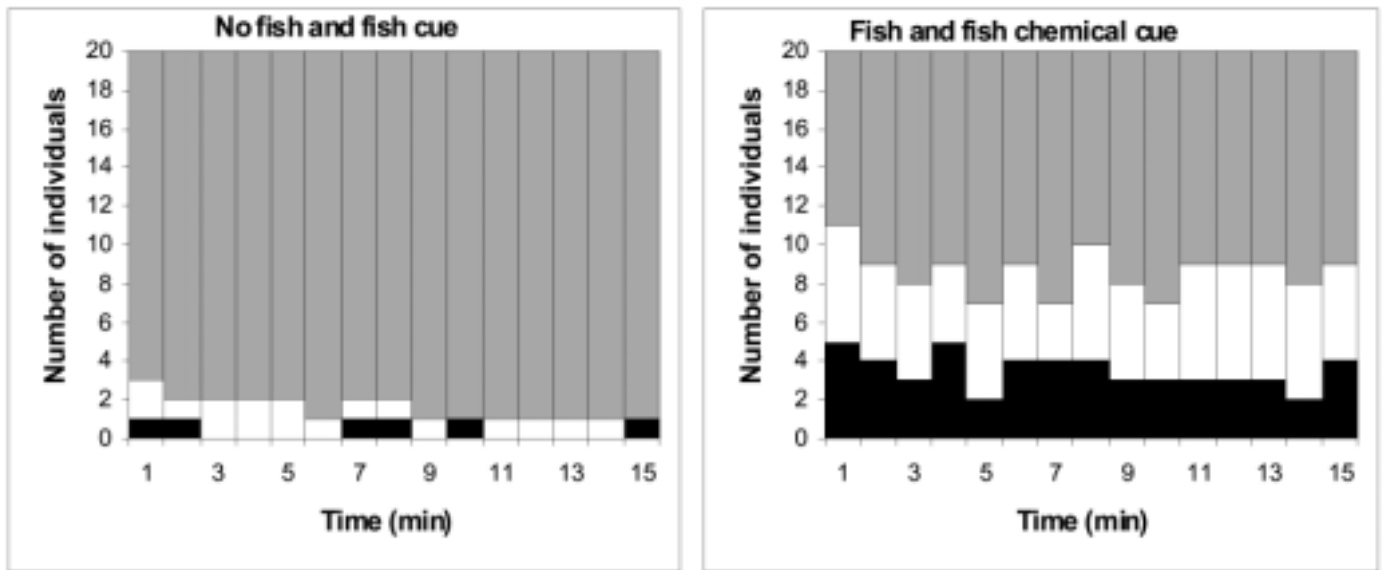 No fish and fish cue
Number of individuals
20
18
16
14
12
10
8
6
4
2
0
1 3 5 7 9 11 13 15
Time (min)
Fish and fish chemical cue
Number of individuals
20
18
16
14
12
10
8
6
4
2
0
1 3 5 7 9 11 13 15
Time (min)